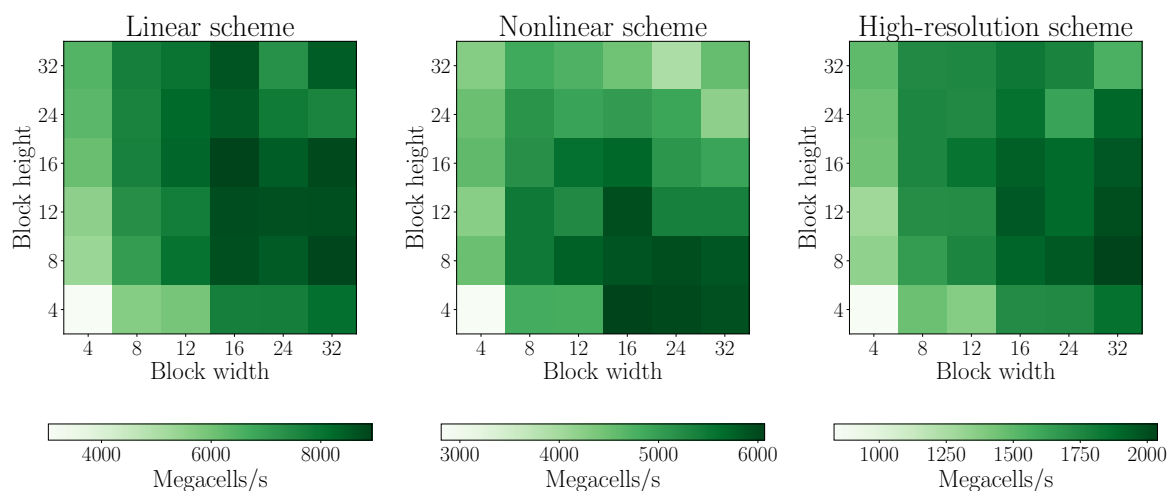 Linear scheme
Block height
32
24
16
12
8
4
4 8 12 16 24 32
Block width
4000 6000 8000
Megacells/s
Nonlinear scheme
Block height
32
24
16
12
8
4
4 8 12 16 24 32
Block width
3000 4000 5000 6000
Megacells/s
High-resolution scheme
Block height
32
24
16
12
8
4
4 8 12 16 24 32
Block width
1000 1250 1500 1750 2000
Megacells/s